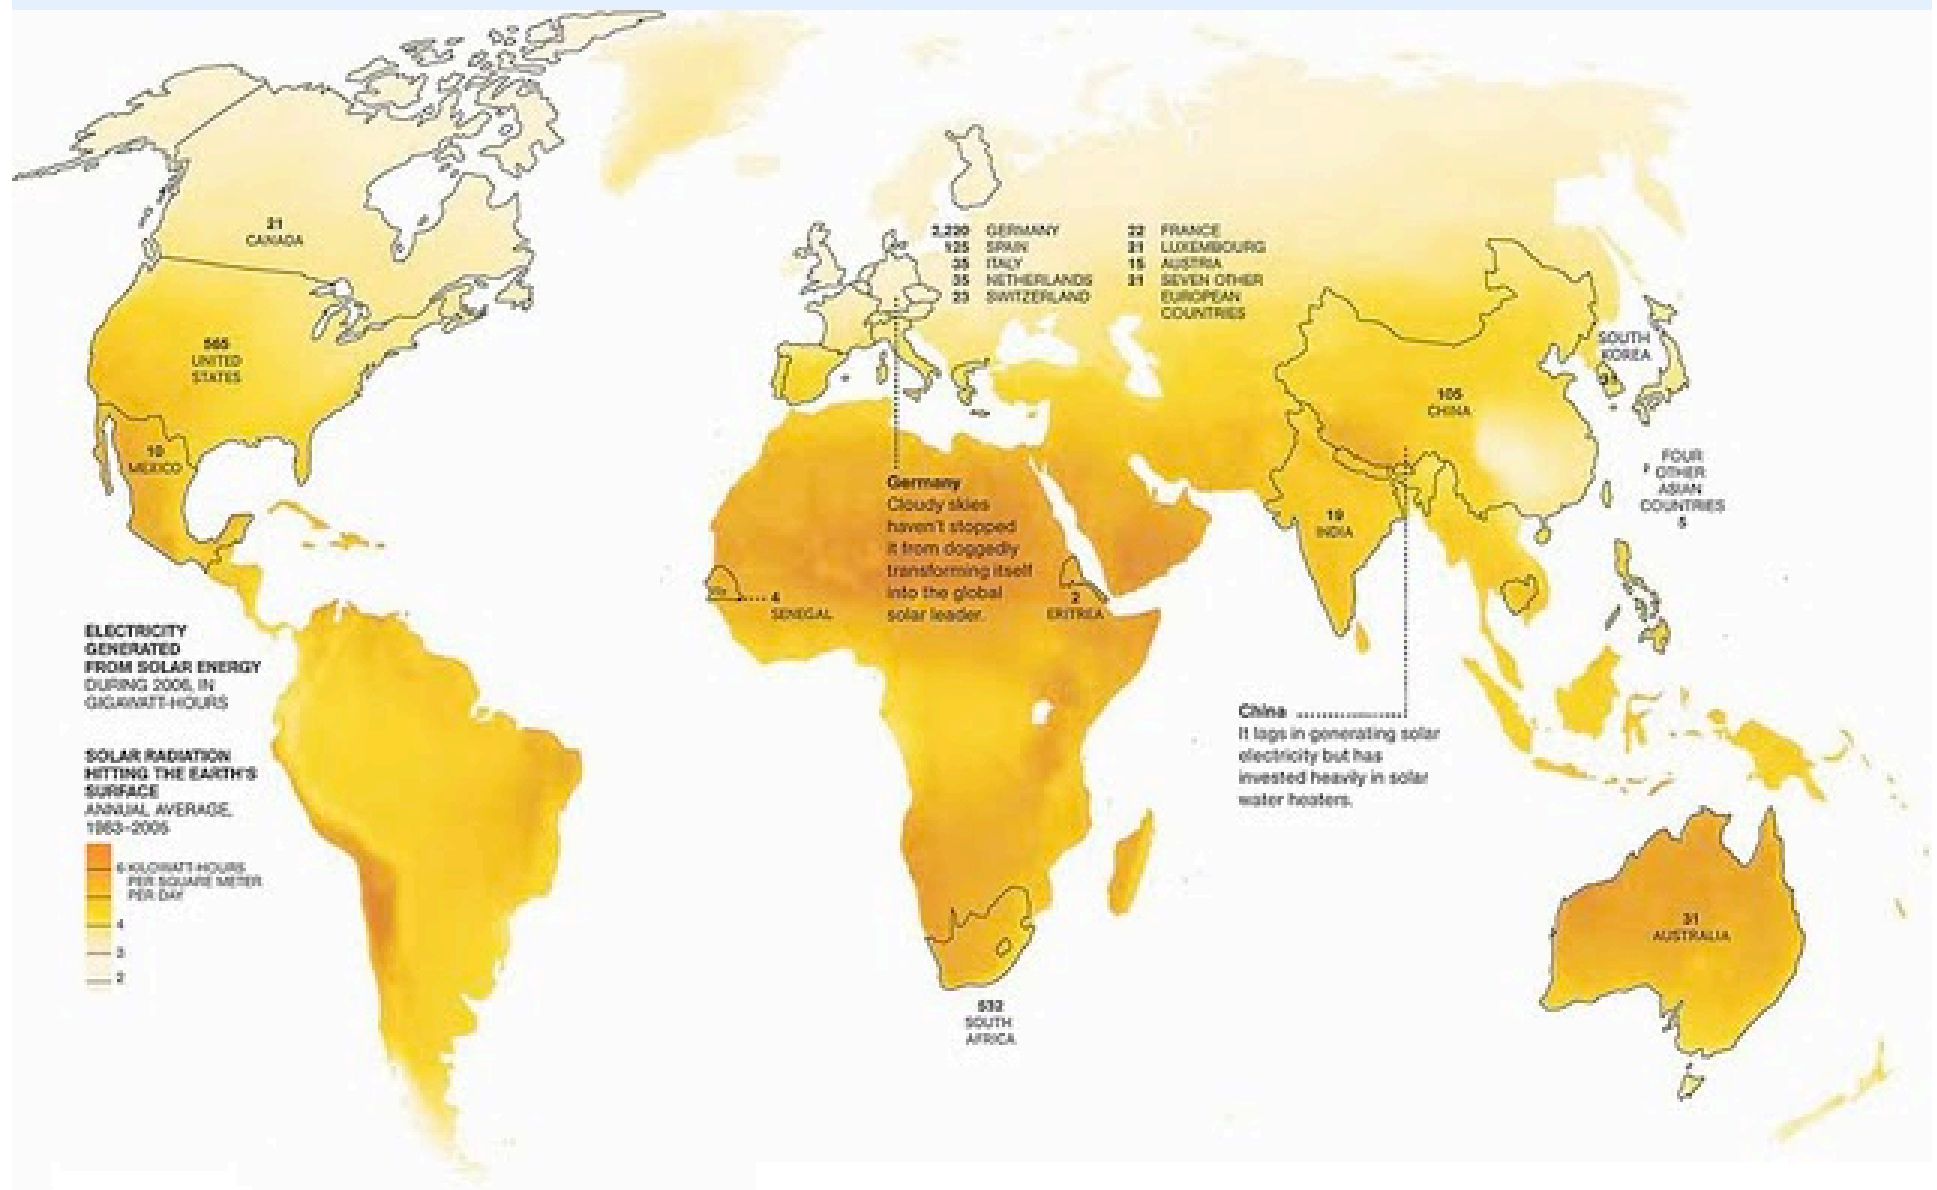 21
CANADA
565
UNITED
STATES
10
MEXICO
2,220 GERMANY
125 SPAIN
35 ITALY
35 NETHERLANDS
23 SWITZERLAND
22 FRANCE
21 LUXEMBOURG
15 AUSTRIA
21 SEVEN OTHER
EUROPEAN
COUNTRIES
SOUTH
KOREA
105
CHINA
FOUR
OTHER
ASIAN
COUNTRIES
5
19
INDIA
Germany
Cloudy skies
haven't stopped
it from doggedly
transforming itself
into the global
solar leader.
4
SENEGAL
2
ERITREA
ELECTRICITY
GENERATED
FROM SOLAR ENERGY
DURING 2006, IN
GIGAWATT-HOURS
SOLAR RADIATION
HITTING THE EARTH'S
SURFACE
ANNUAL AVERAGE,
1983–2005
6 KILOWATT-HOURS
PER SQUARE METER
PER DAY
4
3
2
China
It lags in generating solar
electricity but has
invested heavily in solar
water heaters.
532
SOUTH
AFRICA
31
AUSTRALIA